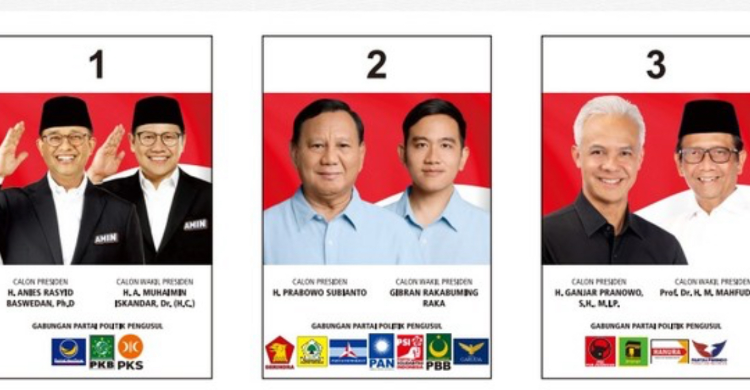 1
AMIN
AMIN
CALON PRESIDEN
H. ANIES RASYID
BASWEDAN, Ph,D
CALON WAKIL PRESIDEN
H. A. MUHAIMIN
ISKANDAR, Dr, (H,C,)
GABUNGAN PARTAI POLITIK PENGUSUL
PKB
PKS
2
CALON PRESIDEN
H. PRABOWO SUBIANTO
CALON WAKIL PRESIDEN
GIBRAN RAKABUMING
RAKA
GABUNGAN PARTAI POLITIK PENGUSUL
GERINDRA
PAN
PSI
PBB
GARUDA
3
CALON PRESIDEN
H. GANJAR PRANOWO,
S,H,, M,I,P,
CALON WAKIL PRESIDEN
Prof, Dr, H, M, MAHFUD
GABUNGAN PARTAI POLITIK PENGUSUL
HANURA